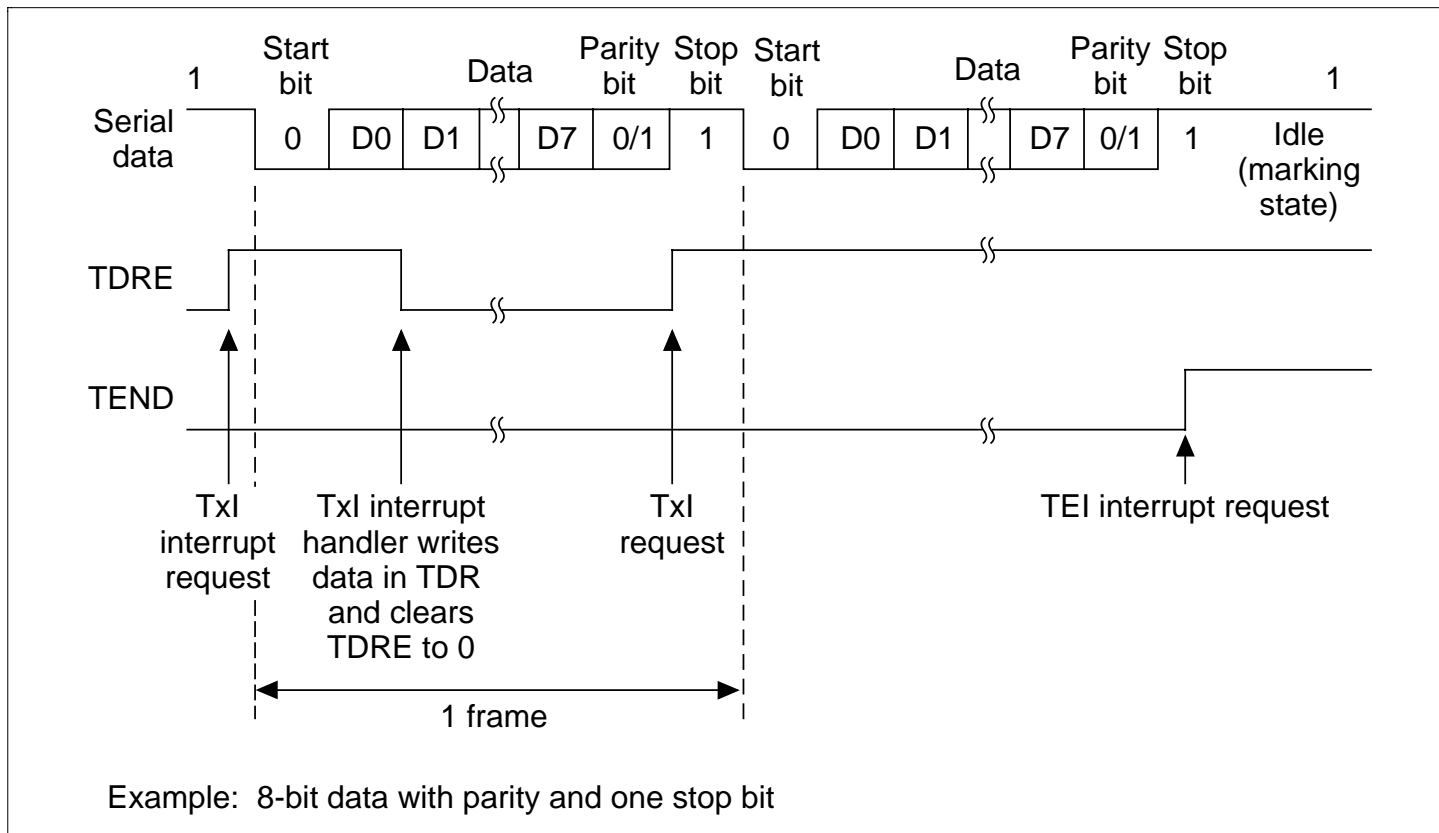 Start bit
Data
Parity bit
Stop bit
Start bit
Data
Parity bit
Stop bit
1
1
Serial data
0
D0
D1
D7
0/1
1
0
D0
D1
D7
0/1
1
Idle
(marking
state)
TDRE
TEND
TxI
interrupt
request
TxI interrupt
handler writes
data in TDR
and clears
TDRE to 0
TxI
request
TEI interrupt request
1 frame
Example: 8-bit data with parity and one stop bit